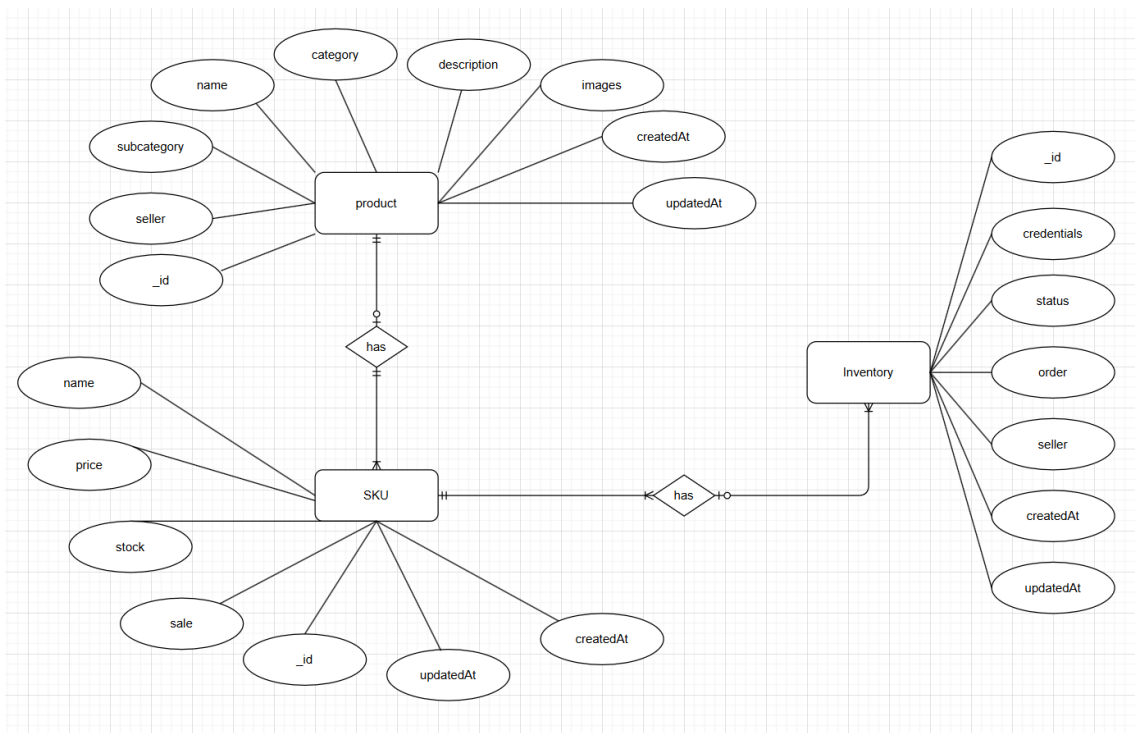 category
description
name
images
createdAt
subcategory
_id
product
updatedAt
seller
credentials
_id
status
has
Inventory
order
name
seller
price
SKU
has
createdAt
stock
updatedAt
sale
createdAt
_id
updatedAt